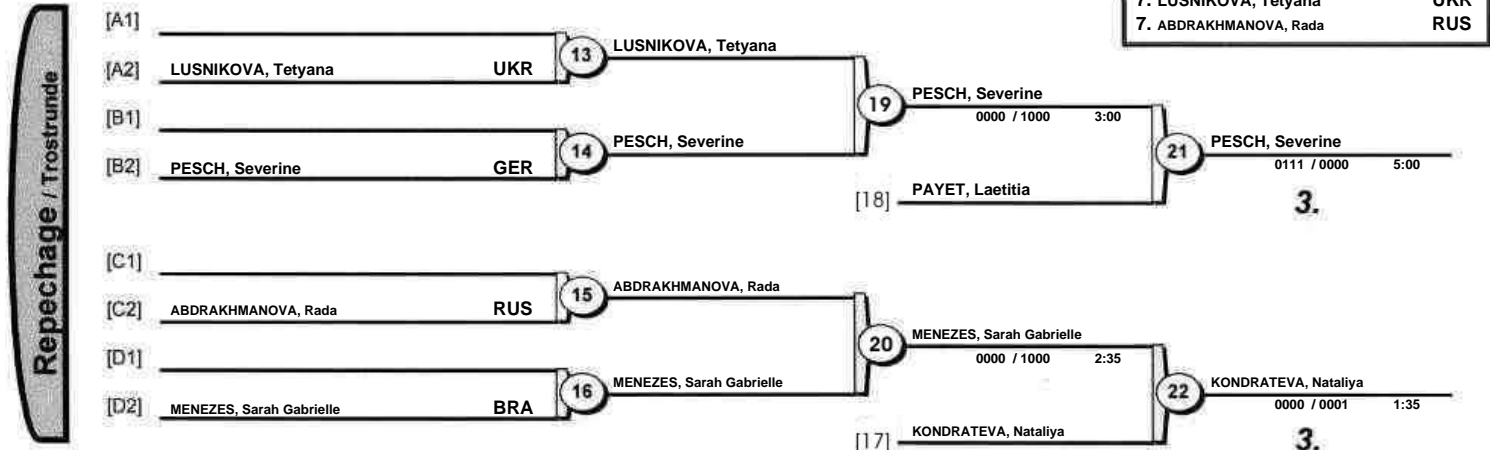 7. LUSNIKOVA, Tetyana UKR
7. ABDRAKHMANOVA, Rada RUS
Repechage / Trostrunde
[A1]
13 LUSNIKOVA, Tetyana
[A2] LUSNIKOVA, Tetyana UKR
19 PESCH, Severine
0000 / 1000 3:00
[B1]
14 PESCH, Severine
[B2] PESCH, Severine GER
21 PESCH, Severine
0111 / 0000 5:00
[18] PAYET, Laetitia
3.
[C1]
15 ABDRAKHMANOVA, Rada
[C2] ABDRAKHMANOVA, Rada RUS
20 MENEZES, Sarah Gabrielle
0000 / 1000 2:35
[D1]
16 MENEZES, Sarah Gabrielle
[D2] MENEZES, Sarah Gabrielle BRA
22 KONDRATEVA, Nataliya
0000 / 0001 1:35
[17] KONDRATEVA, Nataliya
3.